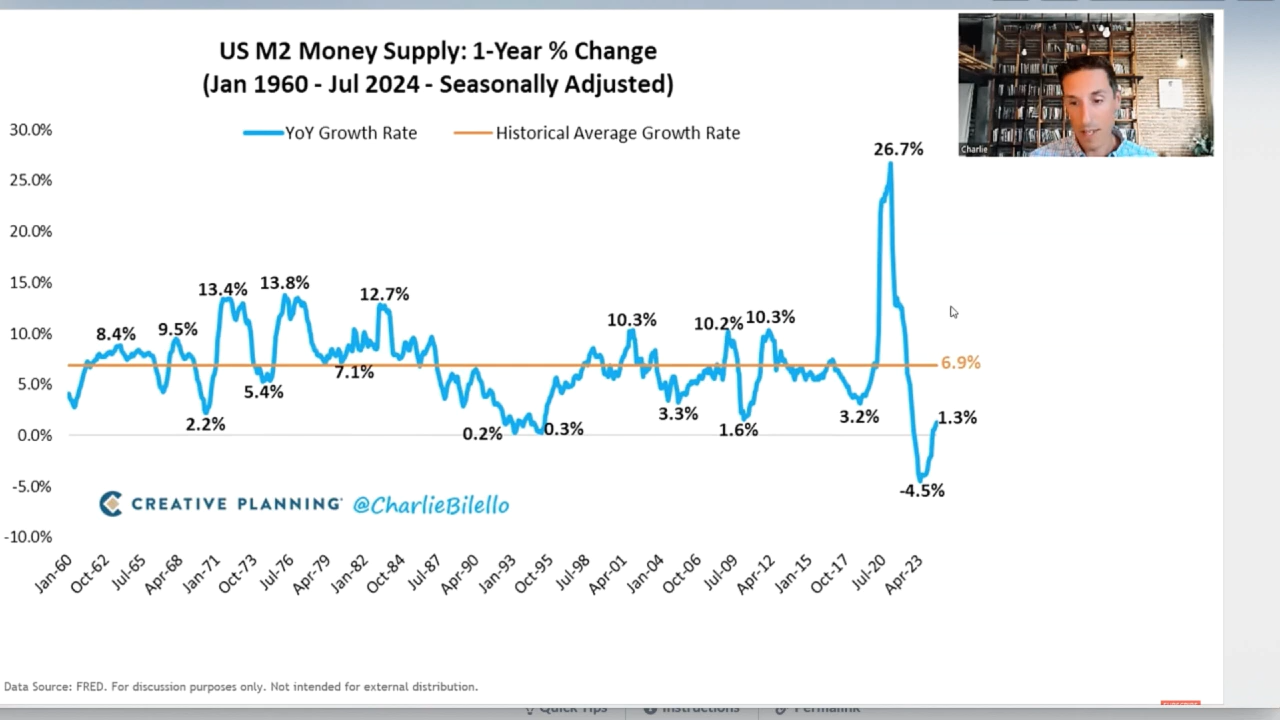 US M2 Money Supply: 1-Year % Change
(Jan 1960 - Jul 2024 - Seasonally Adjusted)
YoY Growth Rate
Historical Average Growth Rate
Charlie
30.0%
25.0%
20.0%
15.0%
10.0%
5.0%
0.0%
-5.0%
-10.0%
8.4%
9.5%
2.2%
13.4%
5.4%
13.8%
7.1%
12.7%
0.2%
0.3%
10.3%
3.3%
10.2%
1.6%
10.3%
3.2%
26.7%
-4.5%
1.3%
6.9%
CREATIVE PLANNING @CharlieBilello
Jan-60
Oct-62
Jul-65
Apr-68
Jan-71
Oct-73
Jul-76
Apr-79
Jan-82
Oct-84
Jul-87
Apr-90
Jan-93
Oct-95
Jul-98
Apr-01
Jan-04
Oct-06
Jul-09
Apr-12
Jan-15
Oct-17
Jul-20
Apr-23
Data Source: FRED. For discussion purposes only. Not intended for external distribution.
Quick Tips
Instructions
Permalink